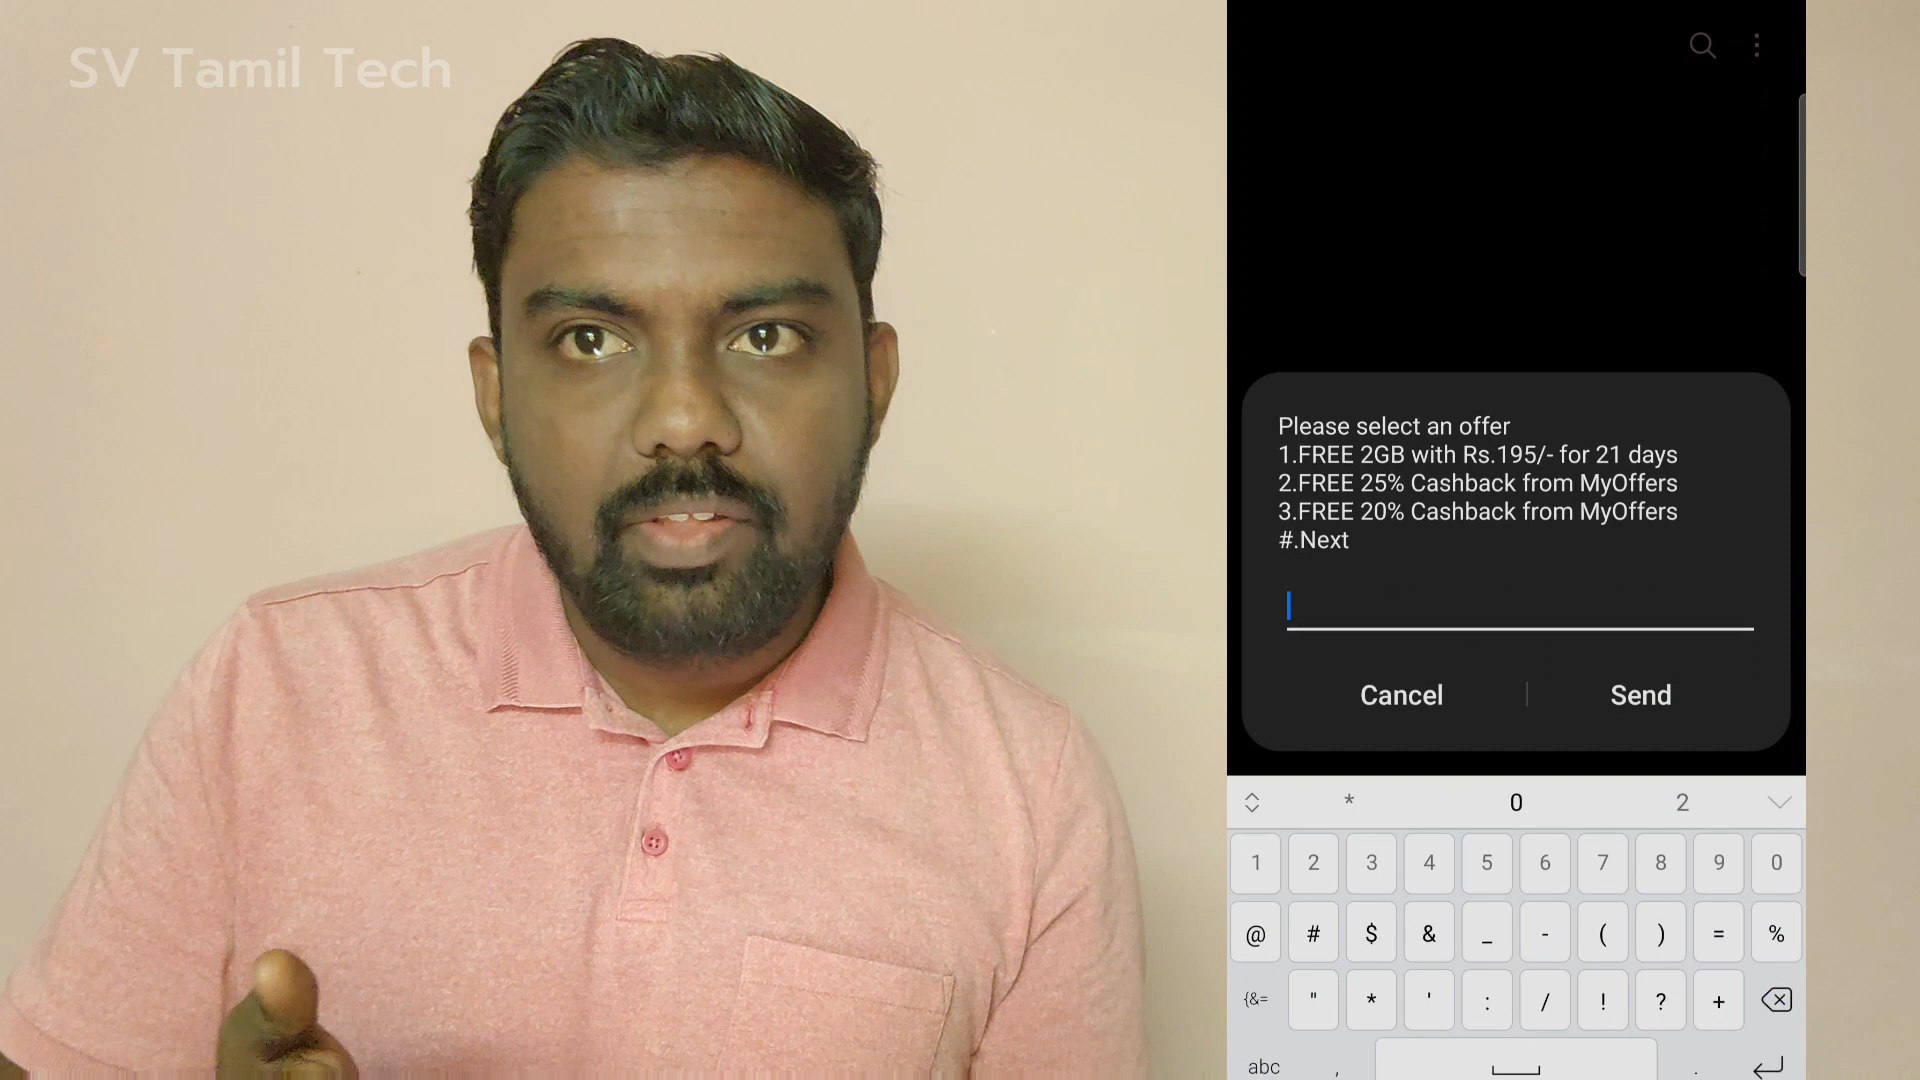 SV Tamil Tech
Please select an offer
1.FREE 2GB with Rs.195/- for 21 days
2.FREE 25% Cashback from MyOffers
3.FREE 20% Cashback from MyOffers
#.Next
Cancel
Send
* 0 2
1 2 3 4 5 6 7 8 9 0
@ # $ & _ - ( ) = %
{&= " * ' : / ! ? +
abc , .